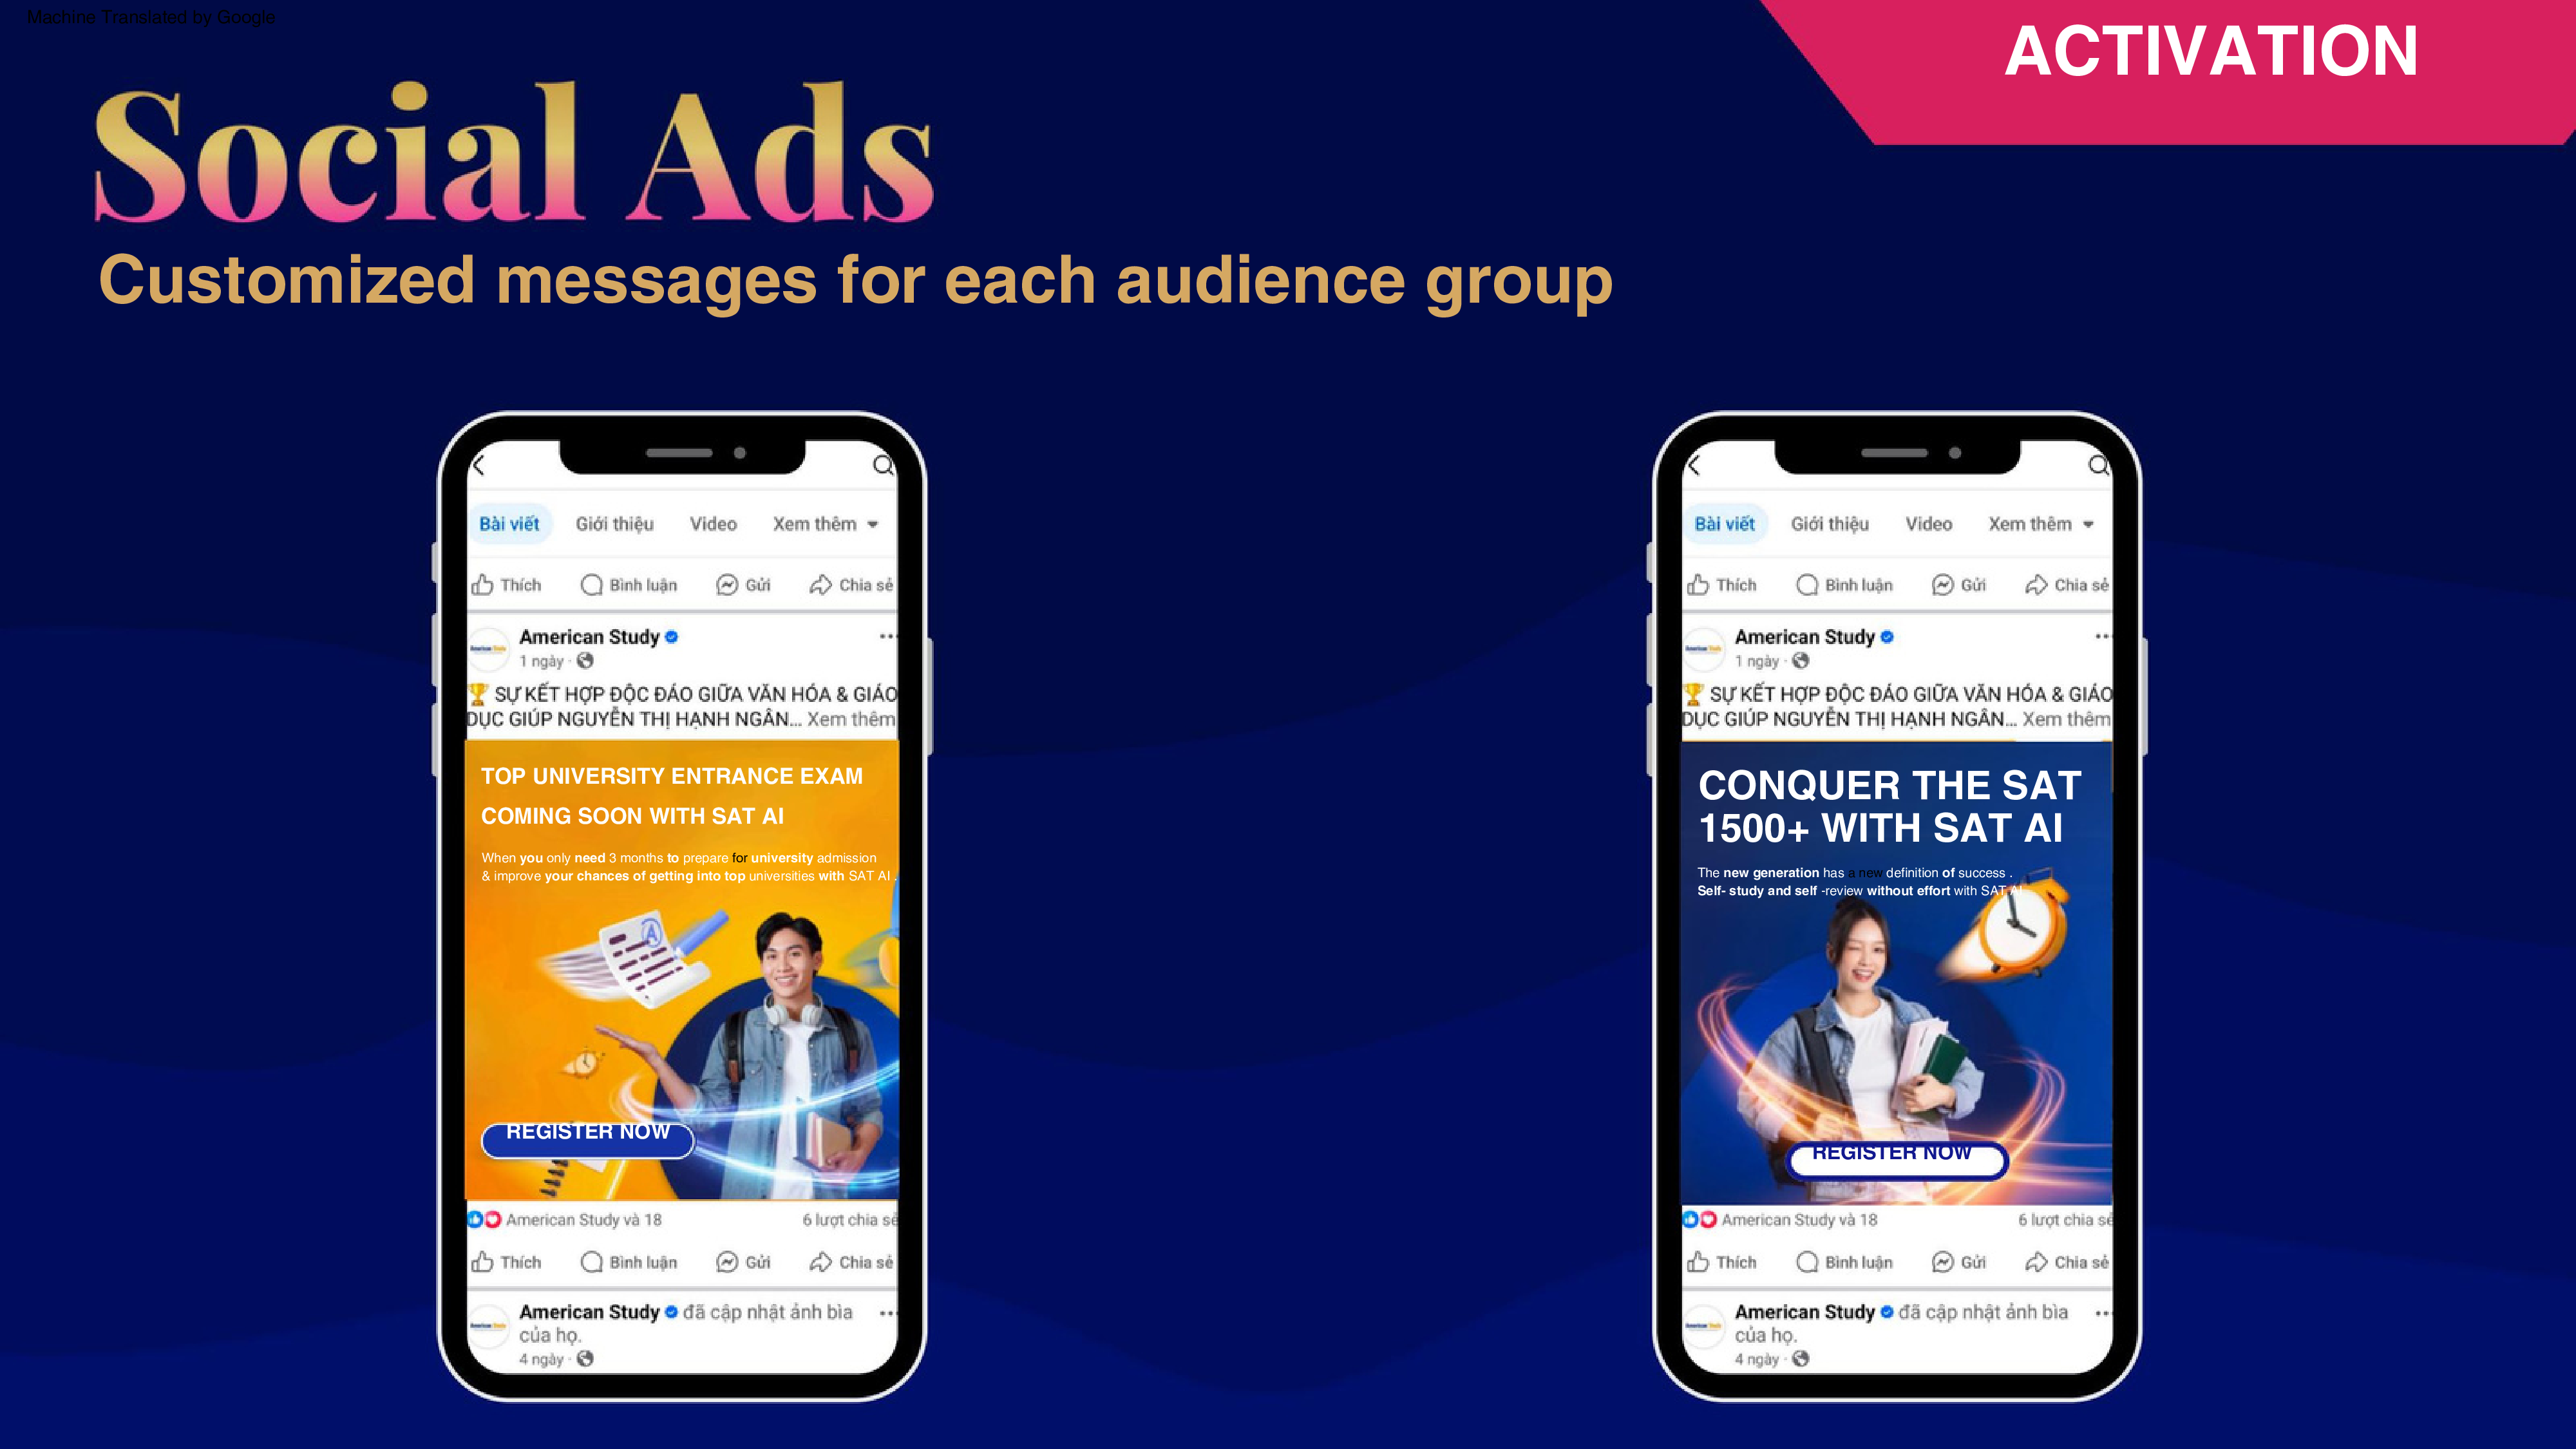 Machine Translated by Google
ACTIVATION
Social Ads
Customized messages for each audience group
Bài viết Giới thiệu Video Xem thêm
Thích Bình luận Gửi Chia sẻ
American Study
1 ngày ·
SỰ KẾT HỢP ĐỘC ĐÁO GIỮA VĂN HÓA & GIÁO
DỤC GIÚP NGUYỄN THỊ HẠNH NGÂN... Xem thêm
TOP UNIVERSITY ENTRANCE EXAM
COMING SOON WITH SAT AI
When you only need 3 months to prepare for university admission
& improve your chances of getting into top universities with SAT AI .
REGISTER NOW
American Study và 18 6 lượt chia sẻ
Thích Bình luận Gửi Chia sẻ
American Study đã cập nhật ảnh bìa
của họ.
4 ngày ·
Bài viết Giới thiệu Video Xem thêm
Thích Bình luận Gửi Chia sẻ
American Study
1 ngày ·
SỰ KẾT HỢP ĐỘC ĐÁO GIỮA VĂN HÓA & GIÁO
DỤC GIÚP NGUYỄN THỊ HẠNH NGÂN... Xem thêm
CONQUER THE SAT
1500+ WITH SAT AI
The new generation has a new definition of success .
Self- study and self -review without effort with SAT AI
REGISTER NOW
American Study và 18 6 lượt chia sẻ
Thích Bình luận Gửi Chia sẻ
American Study đã cập nhật ảnh bìa
của họ.
4 ngày ·